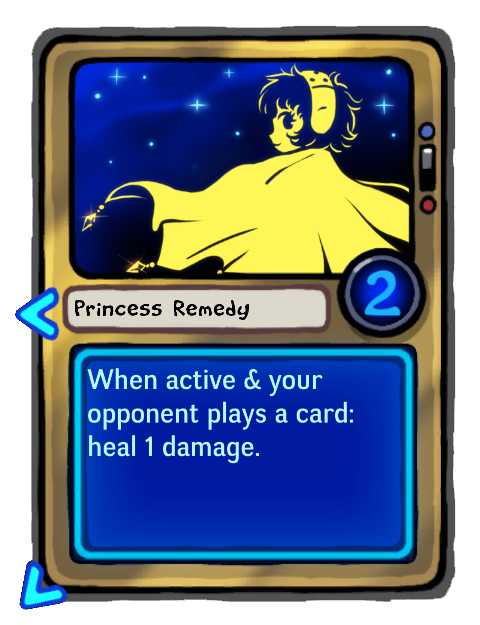 2
Princess Remedy
When active & your
opponent plays a card:
heal 1 damage.